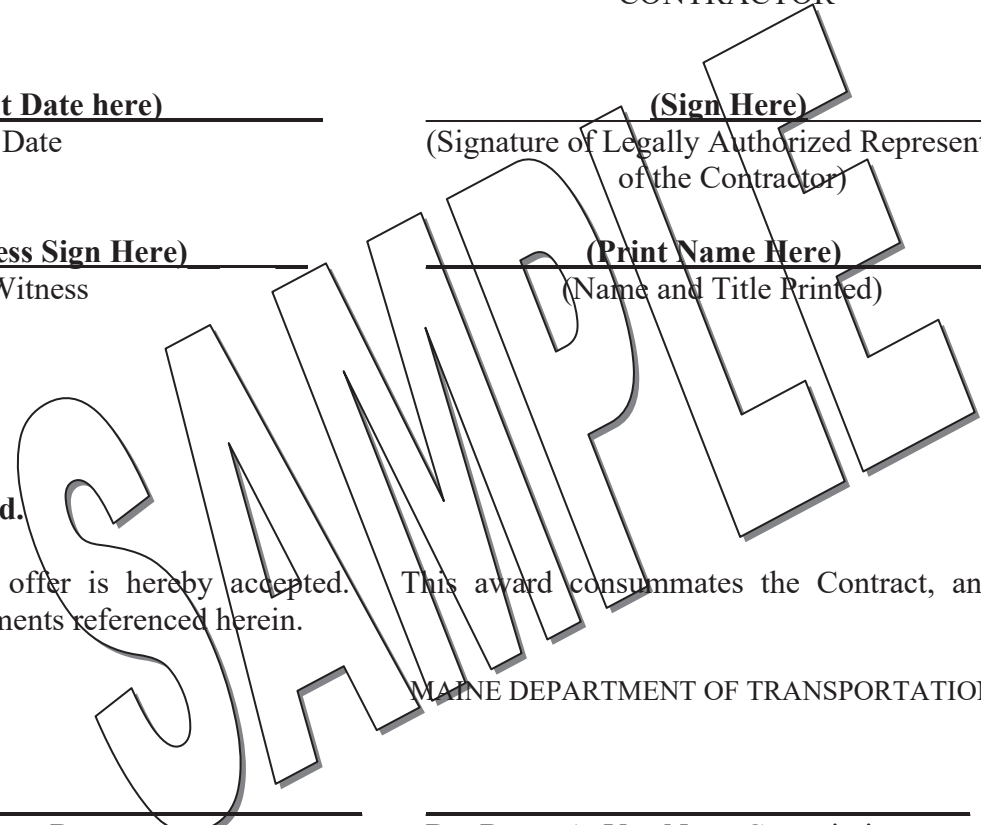 CONTRACTOR
t Date here) (Sign Here)
Date (Signature of Legally Authorized Represent
of the Contractor)
ess Sign Here) (Print Name Here)
Witness (Name and Title Printed)
SAMPLE
d.
offer is hereby accepted. This award consummates the Contract, an
ments referenced herein.
MAINE DEPARTMENT OF TRANSPORTATION